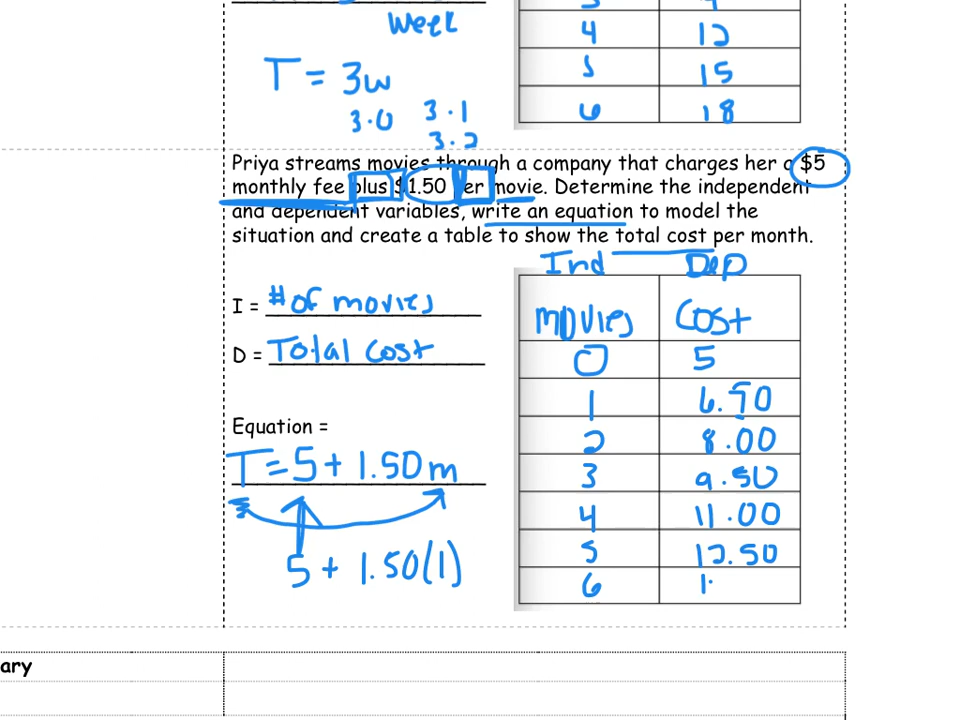 Week
T = 3w
3·0 3·1
3·2
4 12
5 15
6 18
Priya streams movies through a company that charges her a $5
monthly fee plus $1.50 per movie. Determine the independent
and dependent variables, write an equation to model the
situation and create a table to show the total cost per month.
I = # of movies
D = Total cost
Equation =
T = 5 + 1.50m
5 + 1.50(1)
Ind Dep
movies Cost
0 5
1 6.50
2 8.00
3 9.50
4 11.00
5 12.50
6 1
ary